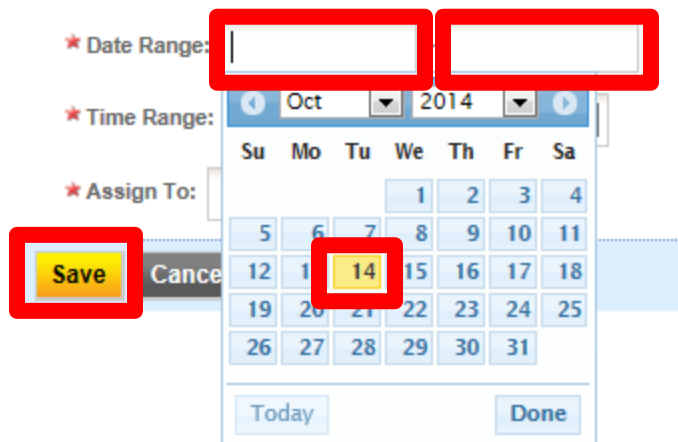 * Date Range:
Oct 2014
* Time Range:
Su Mo Tu We Th Fr Sa
* Assign To:
1 2 3 4
5 6 7 8 9 10 11
Save Cance
12 1 14 15 16 17 18
19 20 21 22 23 24 25
26 27 28 29 30 31
Today Done